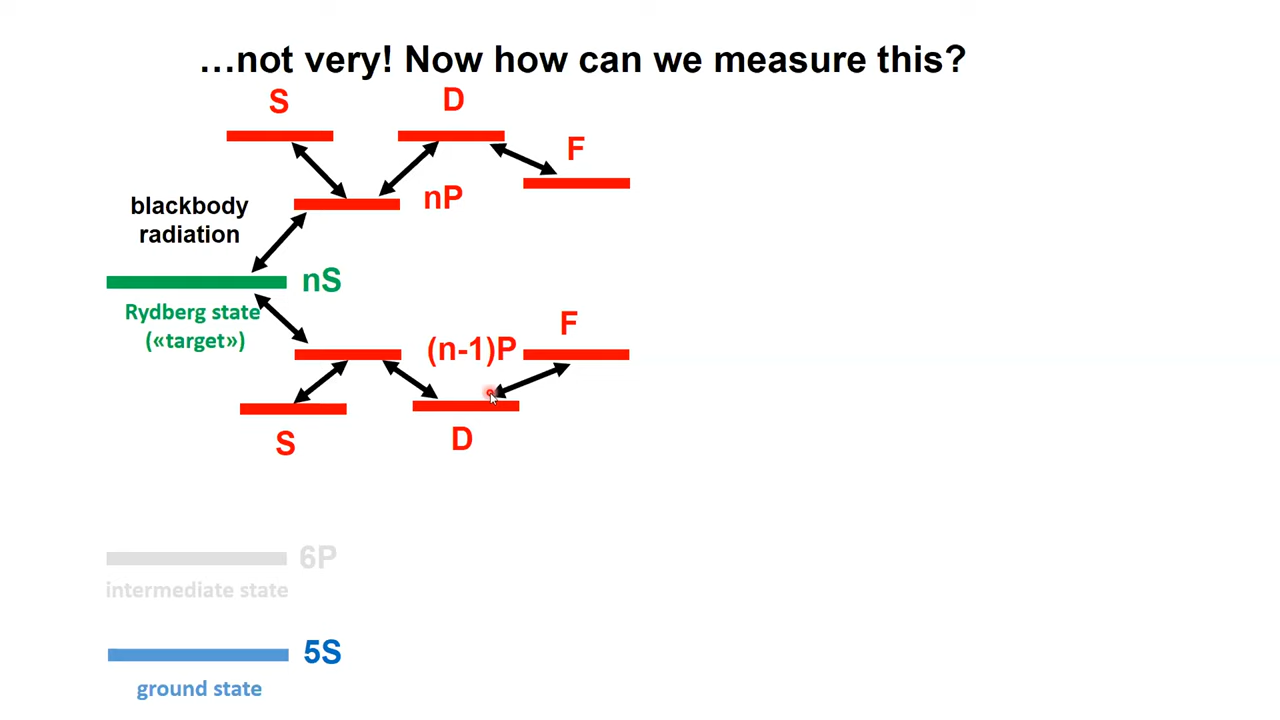 …not very! Now how can we measure this?
S
D
F
nP
blackbody
radiation
nS
Rydberg state
(«target»)
F
(n-1)P
S
D
6P
intermediate state
5S
ground state